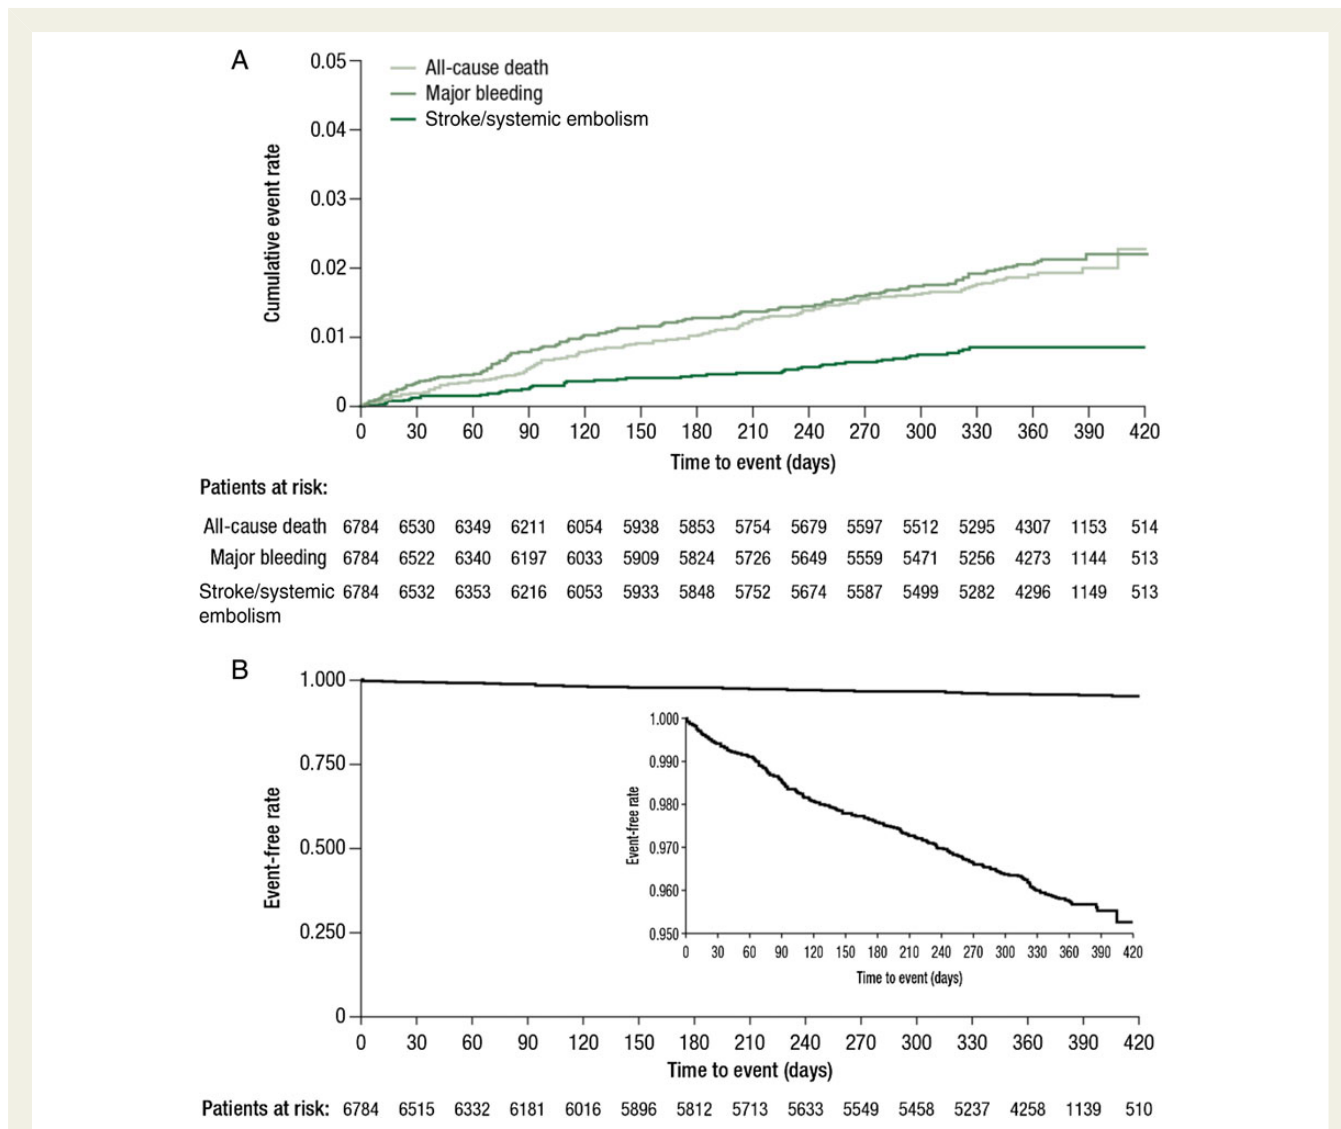 A
0.05
0.04
0.03
0.02
0.01
0
Cumulative event rate
All-cause death
Major bleeding
Stroke/systemic embolism
0 30 60 90 120 150 180 210 240 270 300 330 360 390 420
Time to event (days)
Patients at risk:
All-cause death 6784 6530 6349 6211 6054 5938 5853 5754 5679 5597 5512 5295 4307 1153 514
Major bleeding 6784 6522 6340 6197 6033 5909 5824 5726 5649 5559 5471 5256 4273 1144 513
Stroke/systemic 6784 6532 6353 6216 6053 5933 5848 5752 5674 5587 5499 5282 4296 1149 513
embolism
B
1.000
0.750
0.500
0.250
0
Event-free rate
1.000
0.990
0.980
0.970
0.960
0.950
Event-free rate
0 30 60 90 120 150 180 210 240 270 300 330 360 390 420
Time to event (days)
0 30 60 90 120 150 180 210 240 270 300 330 360 390 420
Time to event (days)
Patients at risk: 6784 6515 6332 6181 6016 5896 5812 5713 5633 5549 5458 5237 4258 1139 510